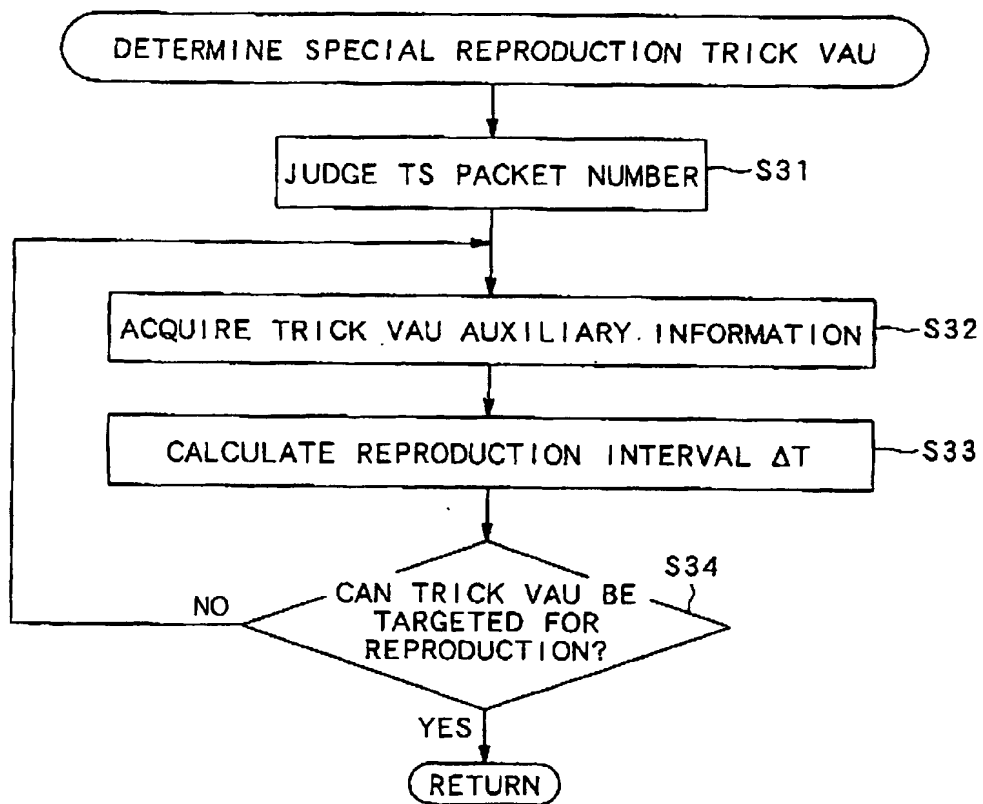 DETERMINE SPECIAL REPRODUCTION TRICK VAU
JUDGE TS PACKET NUMBER
S31
ACQUIRE TRICK VAU AUXILIARY INFORMATION
S32
CALCULATE REPRODUCTION INTERVAL ΔT
S33
S34
CAN TRICK VAU BE
TARGETED FOR
REPRODUCTION?
NO
YES
RETURN